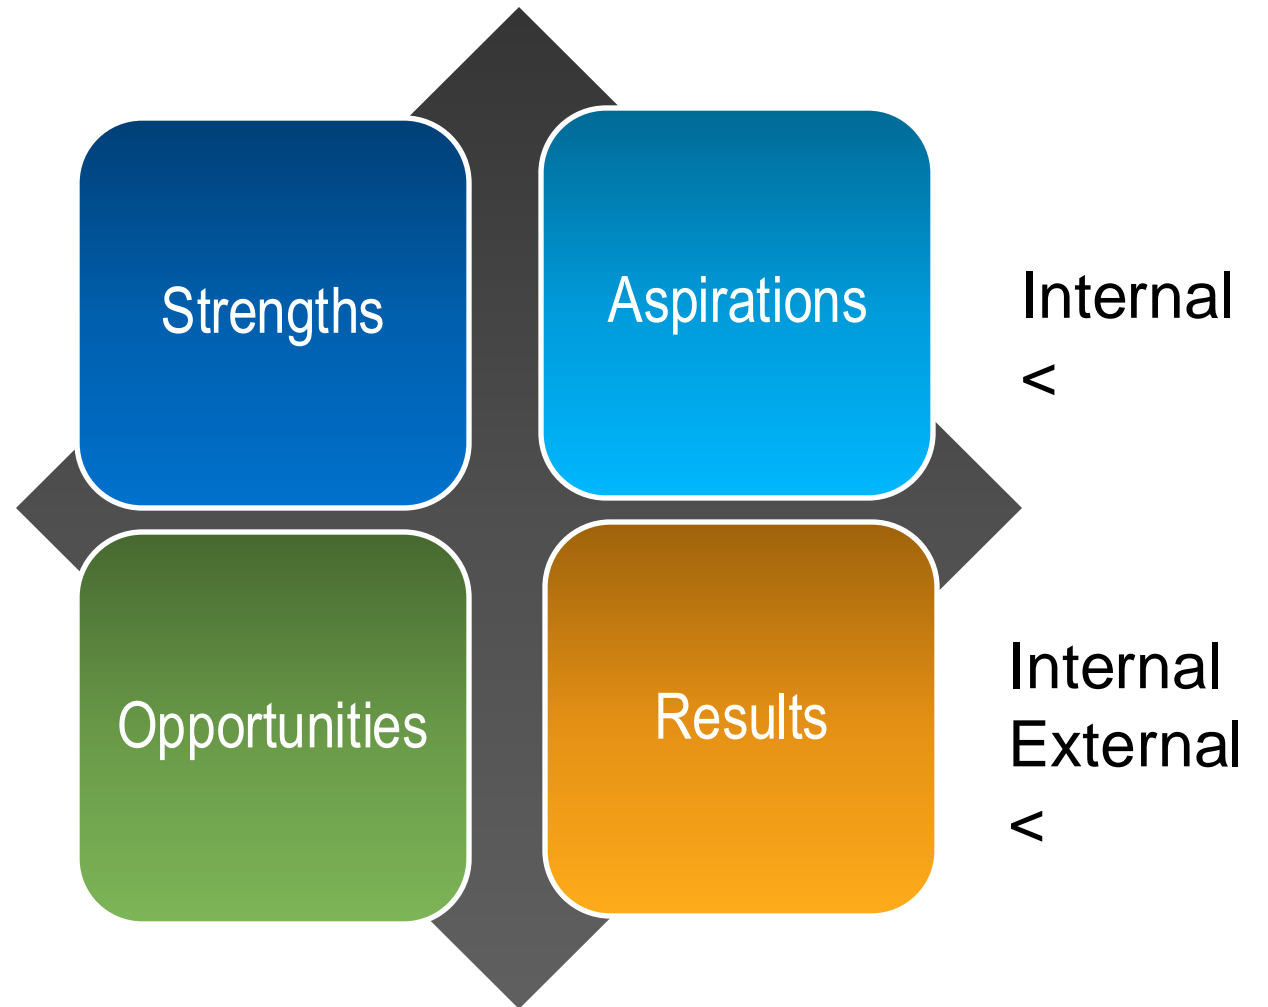 Strengths
Aspirations
Internal
<
Opportunities
Results
Internal
External
<